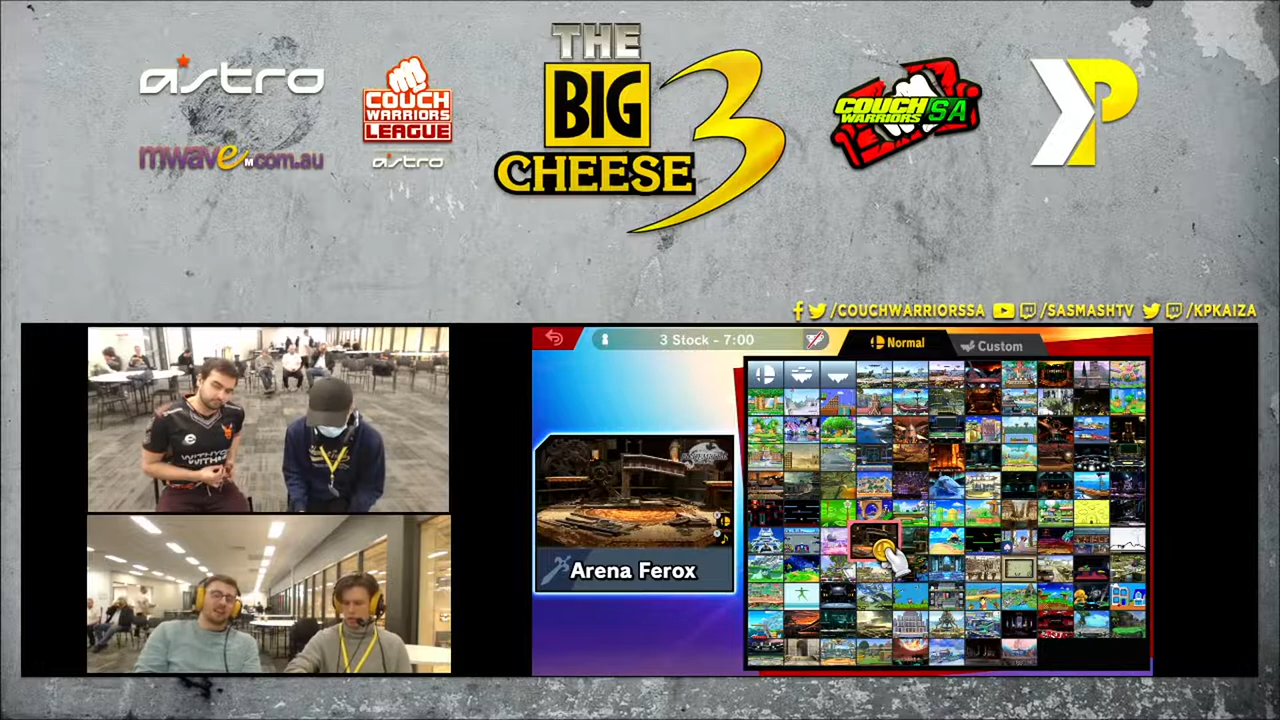 THE
BIG
CHEESE
3
astro
mwave.com.au
COUCH
WARRIORS
LEAGUE
astro
COUCH
WARRIORS SA
KP
/COUCHWARRIORSSA /SASMASHTV /KPKAIZA
3 Stock - 7:00
Normal
Custom
Arena Ferox